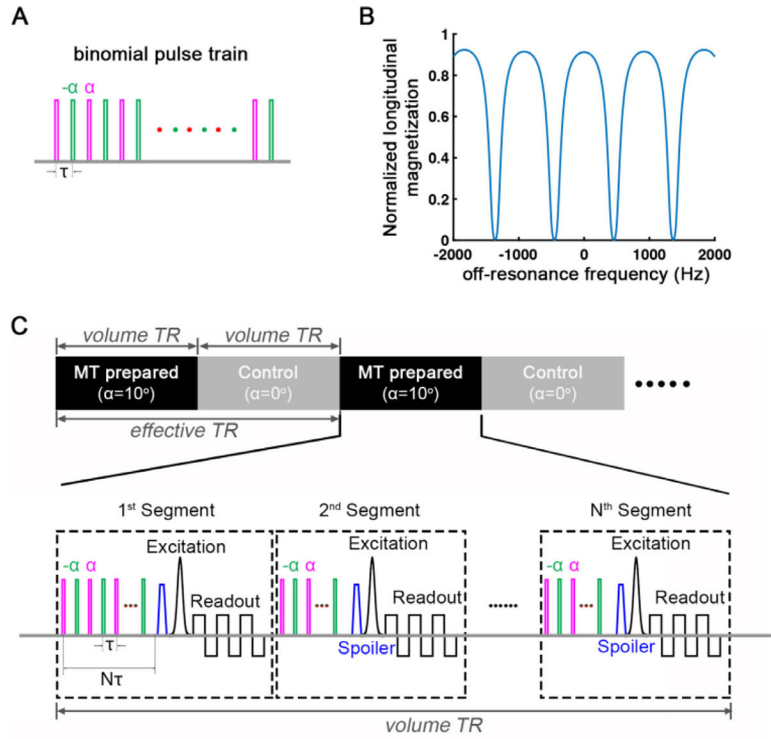 A
binomial pulse train
-α α
τ
B
Normalized longitudinal
magnetization
1
0.8
0.6
0.4
0.2
0
-2000 -1000 0 1000 2000
off-resonance frequency (Hz)
C
volume TR volume TR
MT prepared Control MT prepared Control
(α=10°) (α=0°) (α=10°) (α=0°)
effective TR
1st Segment 2nd Segment Nth Segment
Excitation Excitation Excitation
-α α -α α -α α
Readout Readout Readout
τ Spoiler Spoiler
Nτ
volume TR